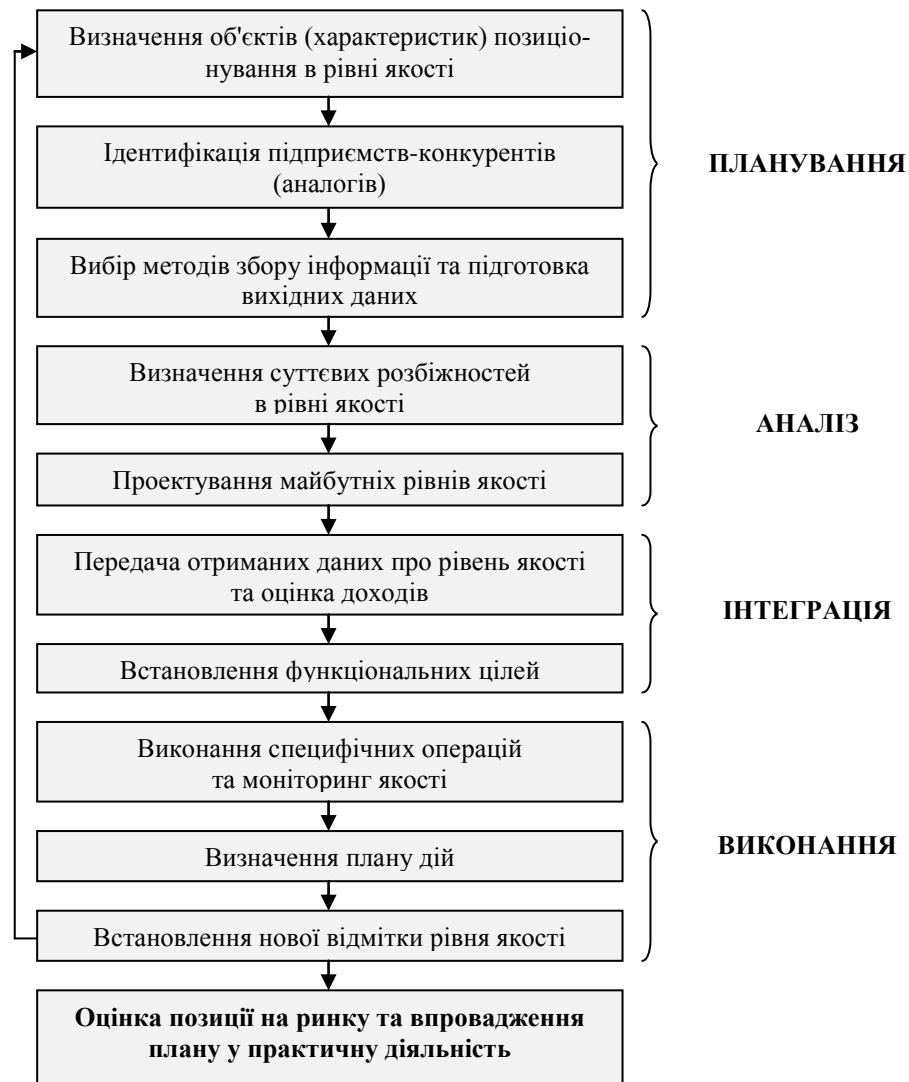 Визначення об'єктів (характеристик) позиціо-
нування в рівні якості
Ідентифікація підприємств-конкурентів
(аналогів)
ПЛАНУВАННЯ
Вибір методів збору інформації та підготовка
вихідних даних
Визначення суттєвих розбіжностей
в рівні якості
АНАЛІЗ
Проектування майбутніх рівнів якості
Передача отриманих даних про рівень якості
та оцінка доходів
ІНТЕГРАЦІЯ
Встановлення функціональних цілей
Виконання специфічних операцій
та моніторинг якості
Визначення плану дій
ВИКОНАННЯ
Встановлення нової відмітки рівня якості
Оцінка позиції на ринку та впровадження
плану у практичну діяльність